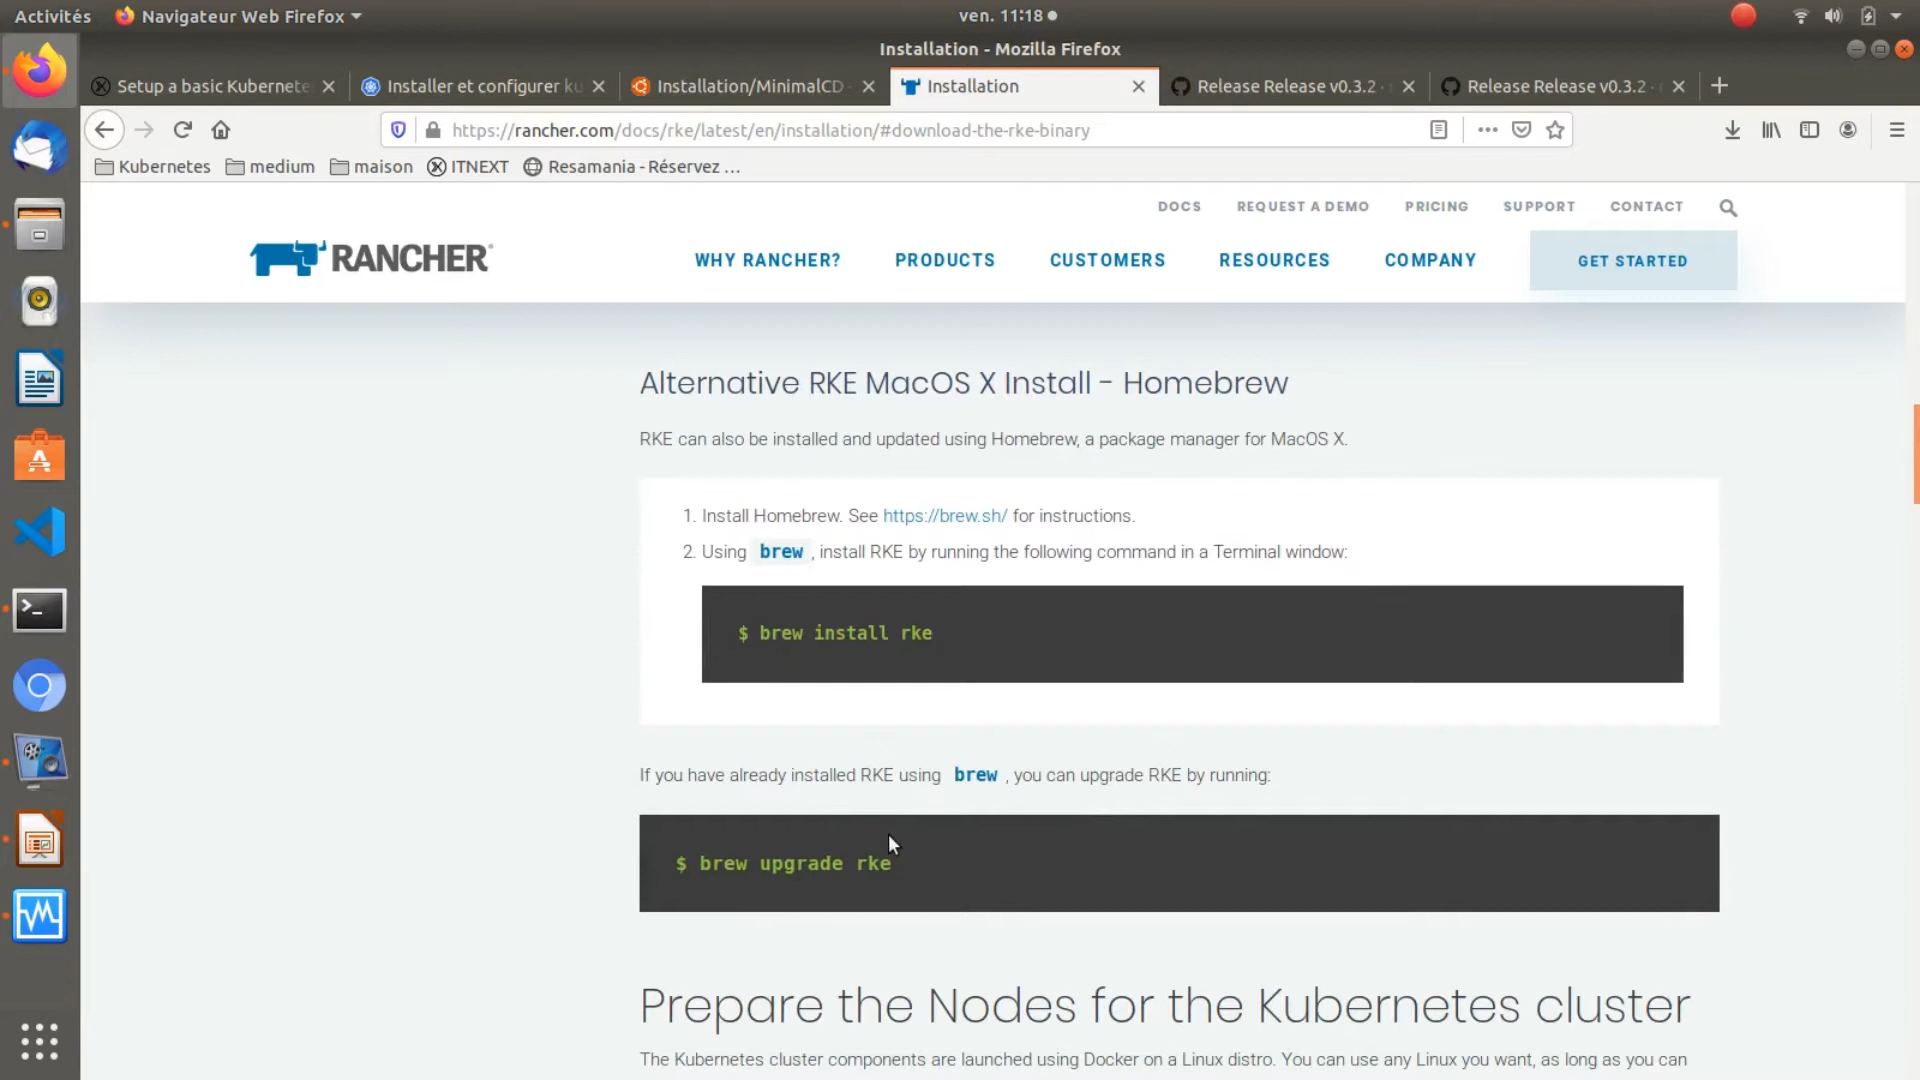 Activités
Navigateur Web Firefox
ven. 11:18
Installation - Mozilla Firefox
Setup a basic Kubernete
Installer et configurer ku
Installation/MinimalCD
Installation
Release Release v0.3.2 ·
Release Release v0.3.2 ·
https://rancher.com/docs/rke/latest/en/installation/#download-the-rke-binary
Kubernetes
medium
maison
ITNEXT
Resamania - Réservez ...
DOCS
REQUEST A DEMO
PRICING
SUPPORT
CONTACT
RANCHER®
WHY RANCHER?
PRODUCTS
CUSTOMERS
RESOURCES
COMPANY
GET STARTED
Alternative RKE MacOS X Install - Homebrew
RKE can also be installed and updated using Homebrew, a package manager for MacOS X.
1. Install Homebrew. See https://brew.sh/ for instructions.
2. Using brew , install RKE by running the following command in a Terminal window:
$ brew install rke
If you have already installed RKE using brew , you can upgrade RKE by running:
$ brew upgrade rke
Prepare the Nodes for the Kubernetes cluster
The Kubernetes cluster components are launched using Docker on a Linux distro. You can use any Linux you want, as long as you can